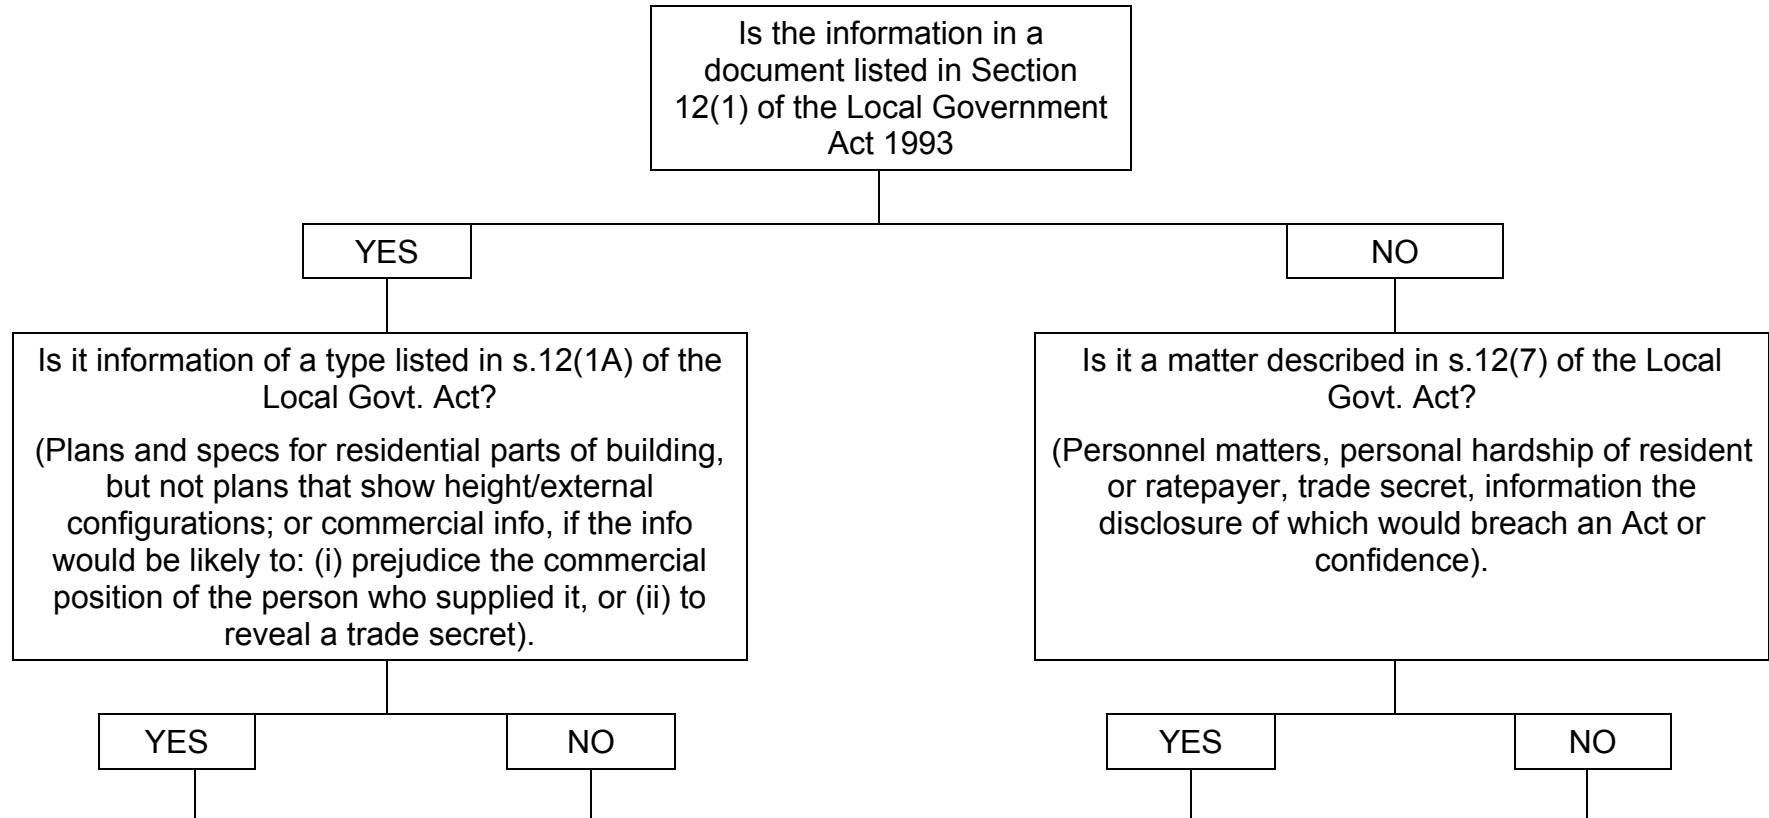 Is the information in a
document listed in Section
12(1) of the Local Government
Act 1993
YES
NO
Is it information of a type listed in s.12(1A) of the
Local Govt. Act?
(Plans and specs for residential parts of building,
but not plans that show height/external
configurations; or commercial info, if the info
would be likely to: (i) prejudice the commercial
position of the person who supplied it, or (ii) to
reveal a trade secret).
Is it a matter described in s.12(7) of the Local
Govt. Act?
(Personnel matters, personal hardship of resident
or ratepayer, trade secret, information the
disclosure of which would breach an Act or
confidence).
YES
NO
YES
NO